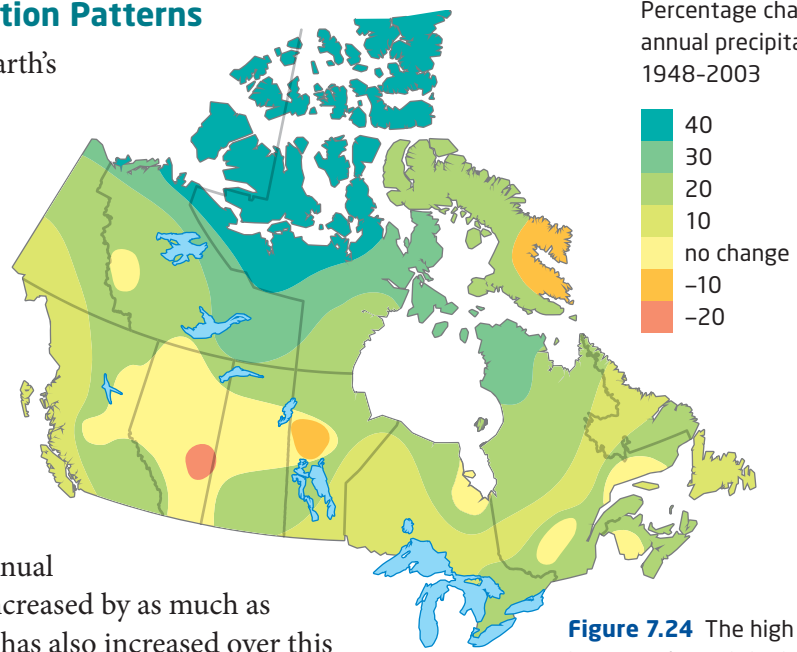 tion Patterns
arth's
Percentage cha
annual precipita
1948–2003
40
30
20
10
no change
–10
–20
nual
creased by as much as
has also increased over this
Figure 7.24 The high